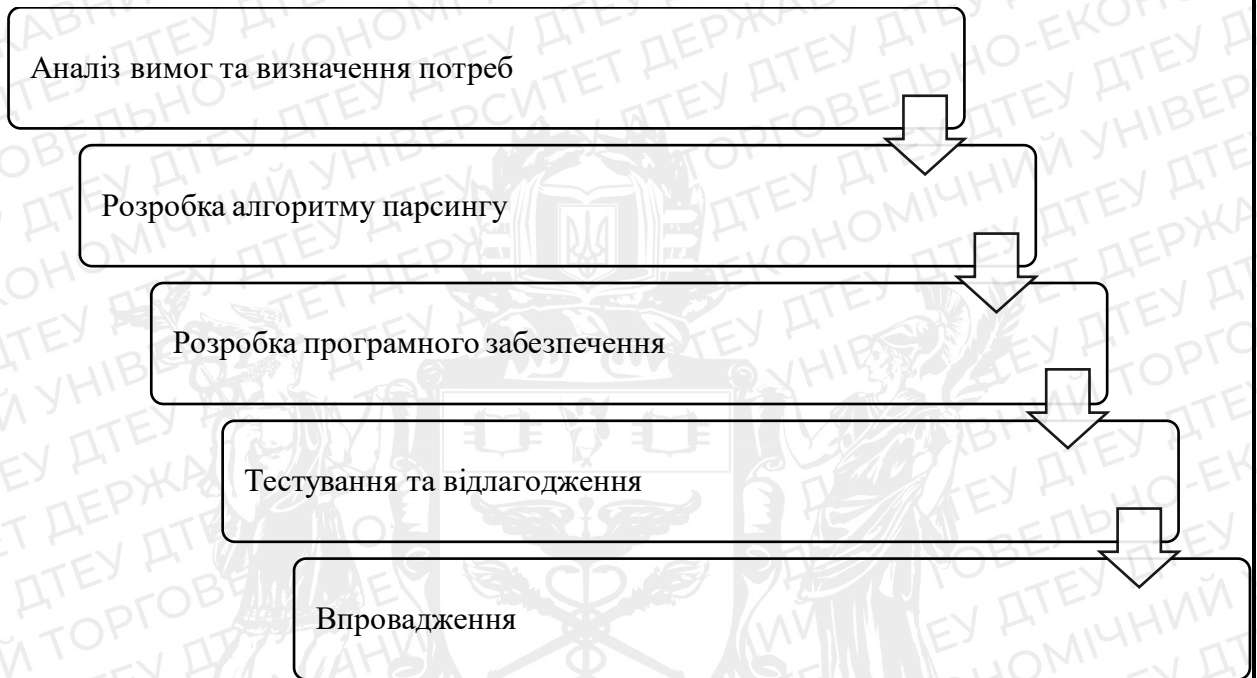 Аналіз вимог та визначення потреб
Розробка алгоритму парсингу
Розробка програмного забезпечення
Тестування та відлагодження
Впровадження